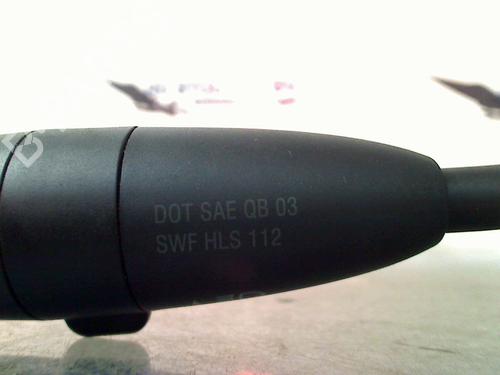 DOT SAE QB 03
SWF HLS 112